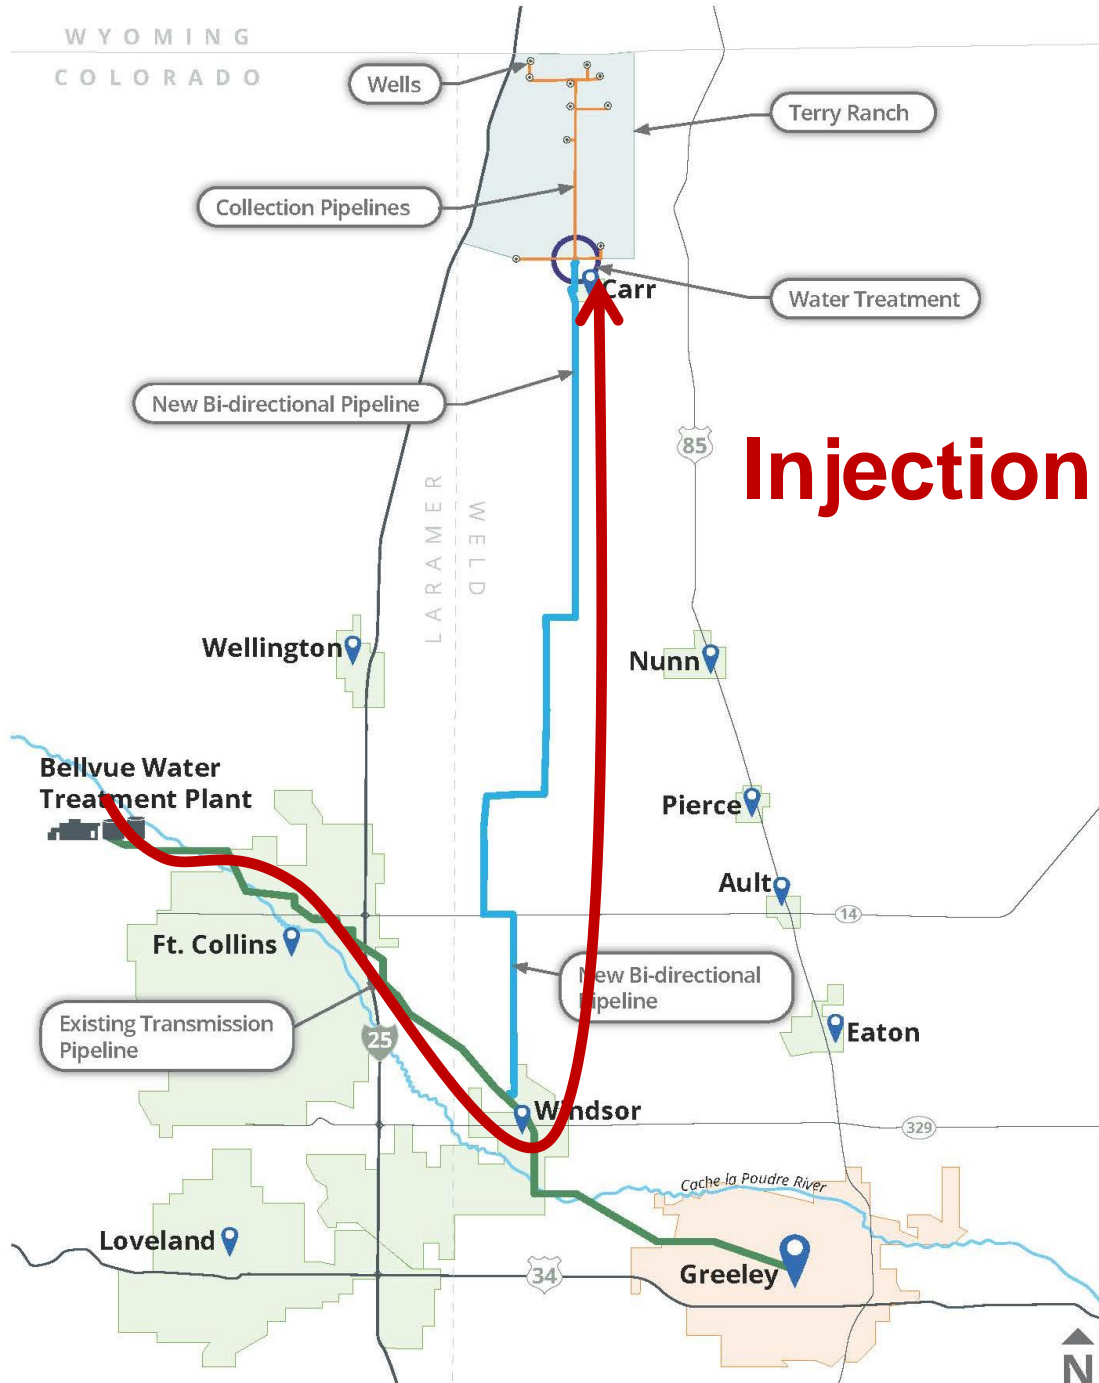 WYOMING
COLORADO
Wells
Terry Ranch
Collection Pipelines
Water Treatment
Carr
New Bi-directional Pipeline
85
Injection
LARAMER
WELD
Wellington
Nunn
Bellvue Water
Treatment Plant
Pierce
Ault
14
Ft. Collins
New Bi-directional
Pipeline
Existing Transmission
Pipeline
25
Eaton
Windsor
329
Cache la Poudre River
Loveland
34
Greeley
N